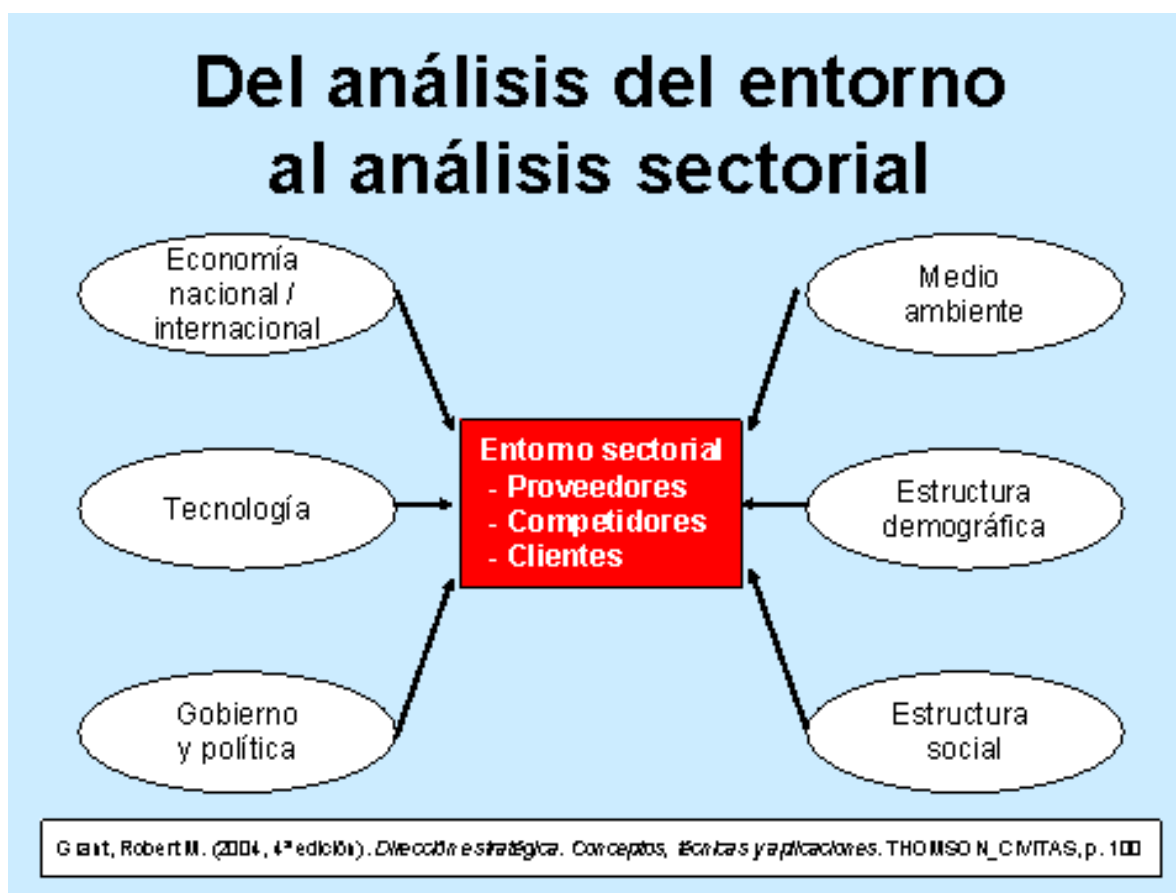 Del análisis del entorno
al análisis sectorial
Economía
nacional /
internacional
Medio
ambiente
Entorno sectorial
- Proveedores
- Competidores
- Clientes
Tecnología
Estructura
demográfica
Gobierno
y política
Estructura
social
Grant, Robert M. (2004, 4ª edición). Dirección estratégica. Conceptos, técnicas y aplicaciones. THOMSON_CIVITAS, p. 100